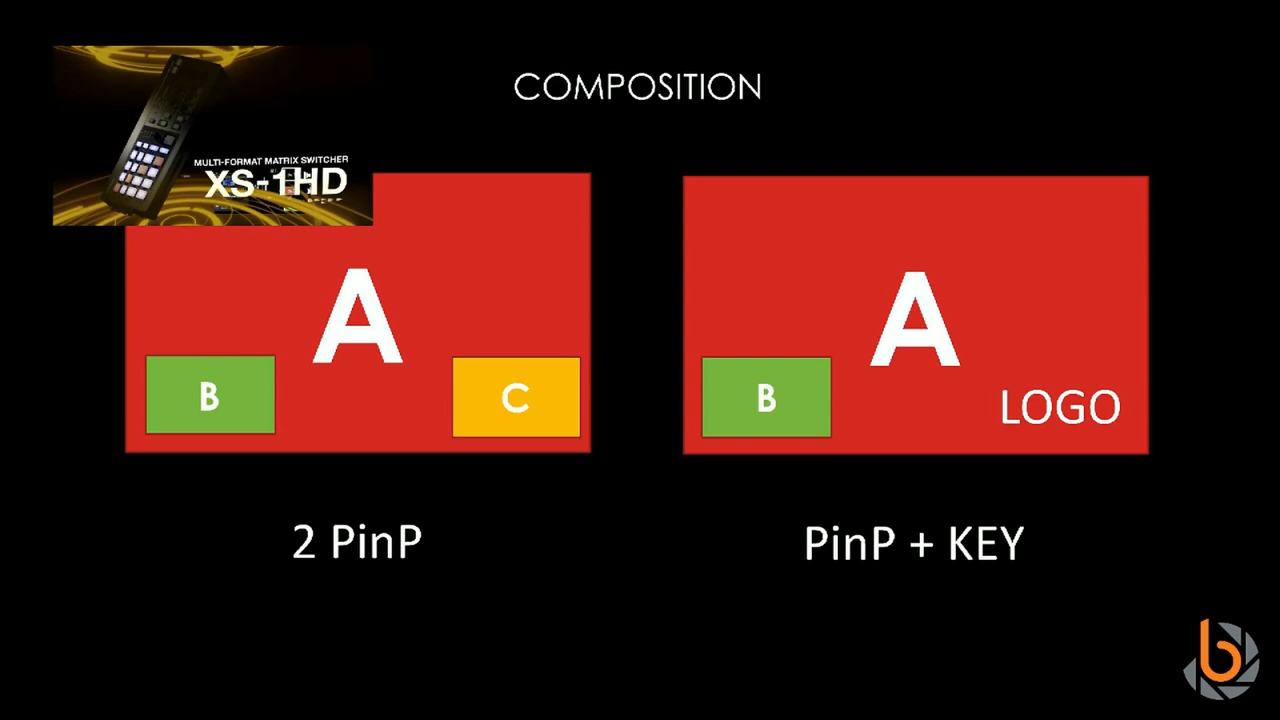 COMPOSITION
MULTI-FORMAT MATRIX SWITCHER
XS-1HD
A
B
C
A
B
LOGO
2 PinP
PinP + KEY
b